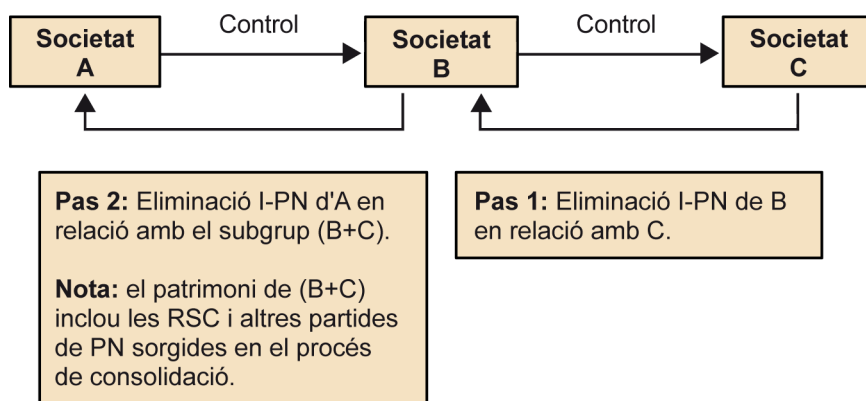 Societat
A
Control
Societat
B
Control
Societat
C
Pas 2: Eliminació I-PN d'A en
relació amb el subgrup (B+C).
Nota: el patrimoni de (B+C)
inclou les RSC i altres partides
de PN sorgides en el procés
de consolidació.
Pas 1: Eliminació I-PN de B
en relació amb C.